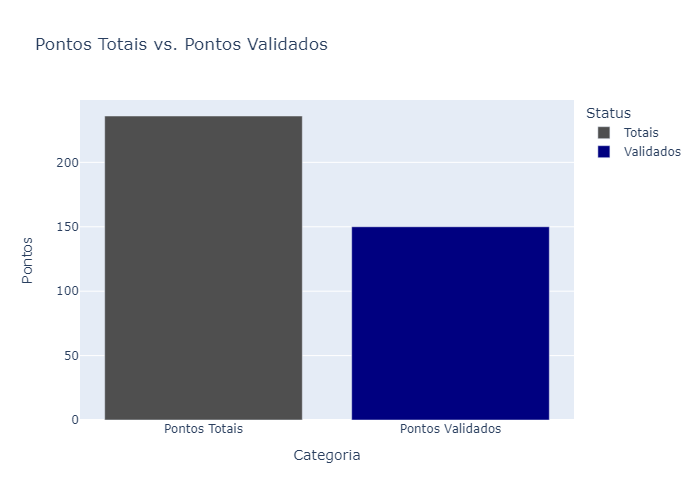 Pontos Totais vs. Pontos Validados
Status
Totais
Validados
Pontos
200
150
100
50
0
Pontos Totais
Pontos Validados
Categoria